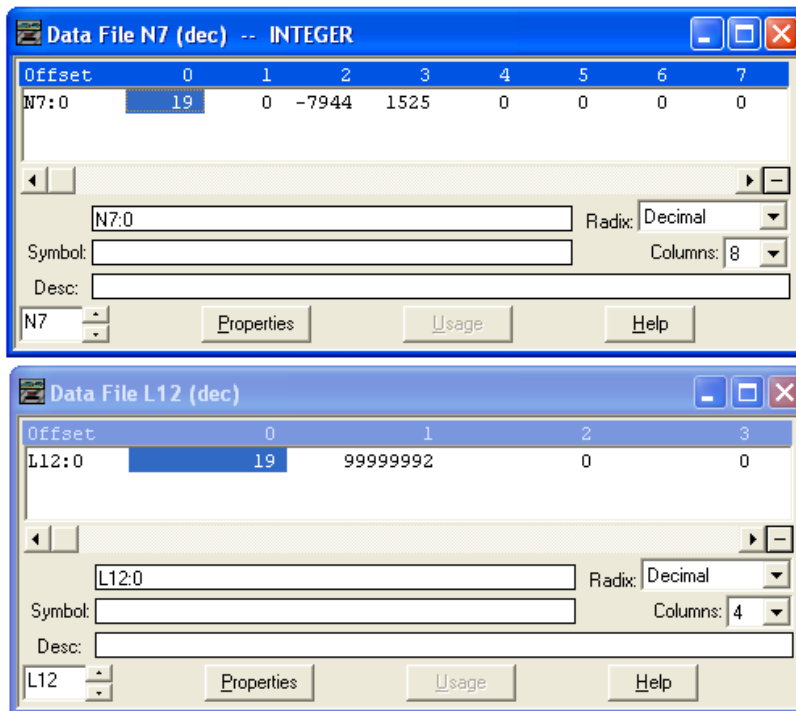 Data File N7 (dec) -- INTEGER
Offset 0 1 2 3 4 5 6 7
N7:0 19 0 -7944 1525 0 0 0 0
N7:0 Radix: Decimal
Symbol: Columns: 8
Desc:
N7 Properties Usage Help
Data File L12 (dec)
Offset 0 1 2 3
L12:0 19 99999992 0 0
L12:0 Radix: Decimal
Symbol: Columns: 4
Desc:
L12 Properties Usage Help